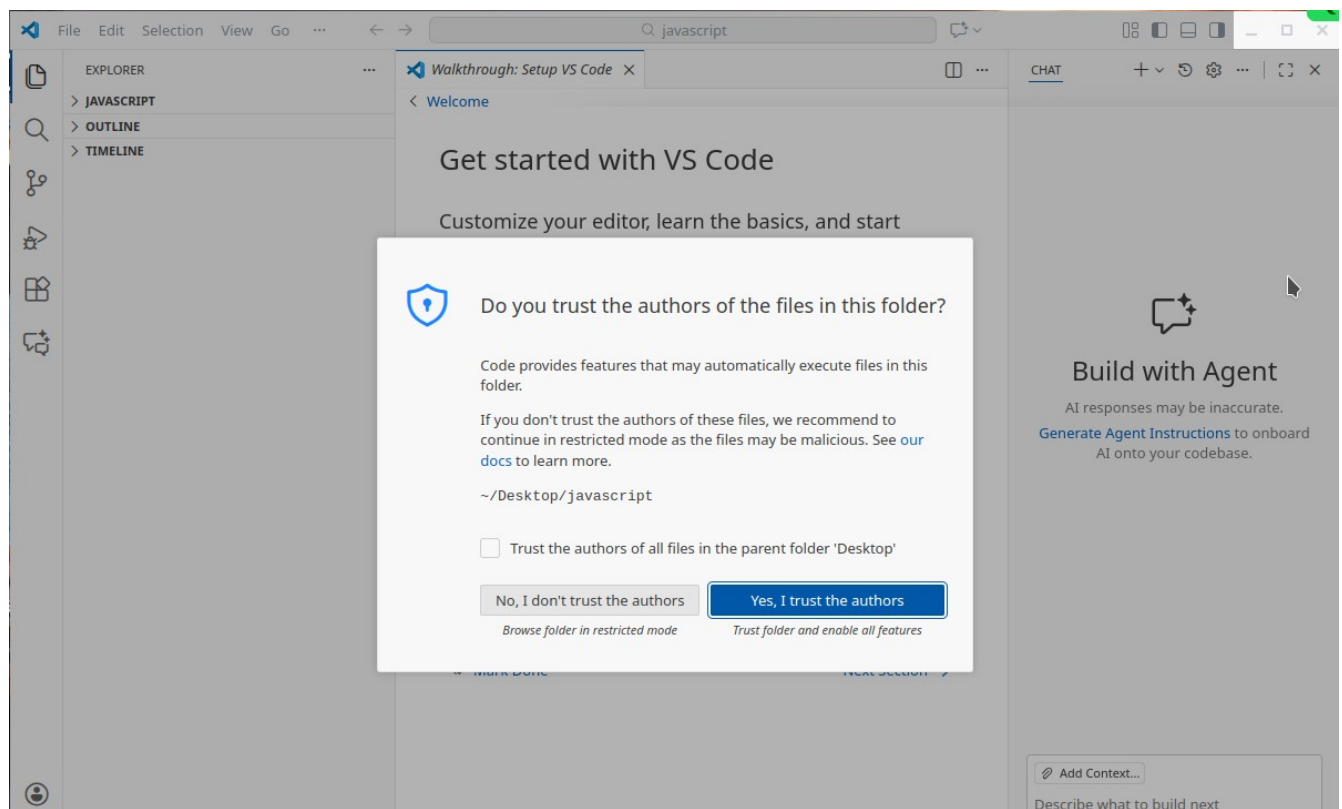 File Edit Selection View Go ··· javascript
EXPLORER ···
JAVASCRIPT
OUTLINE
TIMELINE
Walkthrough: Setup VS Code
Welcome
Get started with VS Code
Customize your editor, learn the basics, and start
Do you trust the authors of the files in this folder?
Code provides features that may automatically execute files in this
folder.
If you don't trust the authors of these files, we recommend to
continue in restricted mode as the files may be malicious. See our
docs to learn more.
~/Desktop/javascript
Trust the authors of all files in the parent folder 'Desktop'
No, I don't trust the authors
Yes, I trust the authors
Browse folder in restricted mode
Trust folder and enable all features
Mark Done
Next Section
CHAT
Build with Agent
AI responses may be inaccurate.
Generate Agent Instructions to onboard
AI onto your codebase.
Add Context...
Describe what to build next